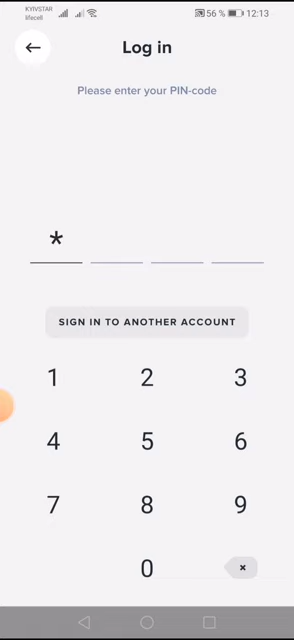 KYIVSTAR
lifecell
56 % 12:13
Log in
Please enter your PIN-code
*
SIGN IN TO ANOTHER ACCOUNT
1 2 3
4 5 6
7 8 9
0